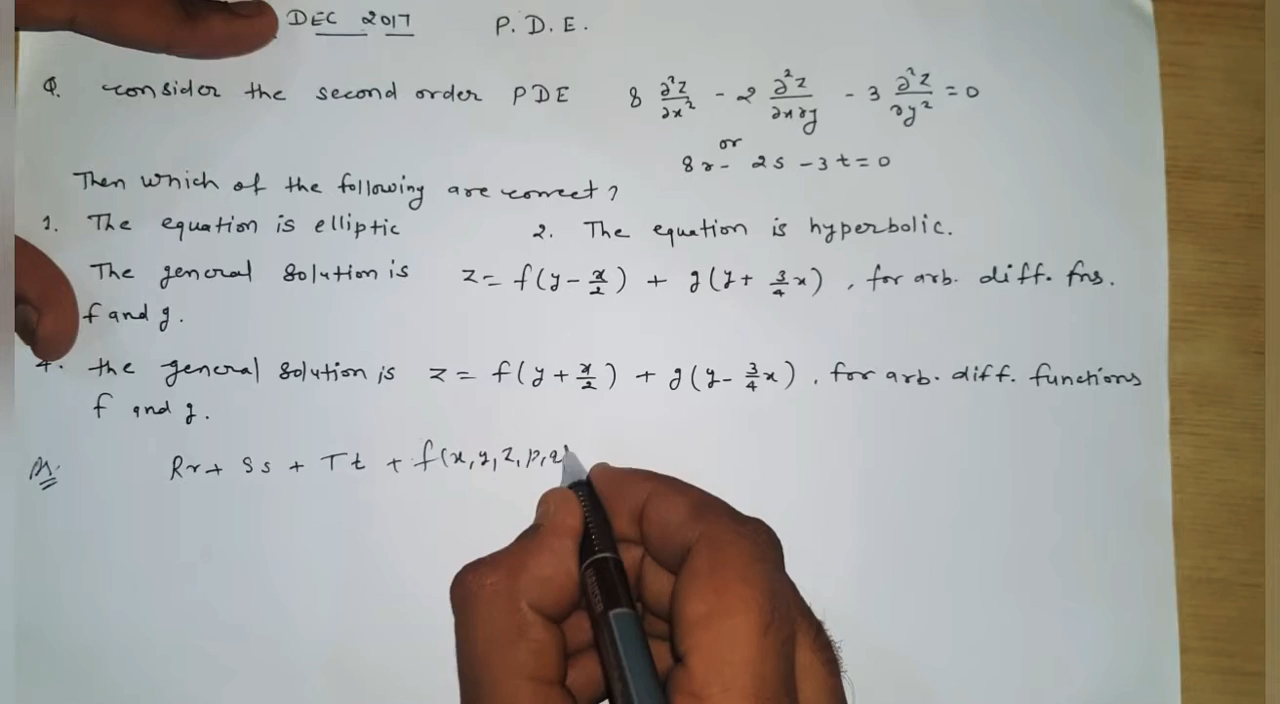 DEC 2017 P. D. E.
Q. consider the second order PDE 8 ∂²z/∂x² - 2 ∂²z/∂x∂y - 3 ∂²z/∂y² = 0
or
8r - 2s - 3t = 0
Then which of the following are correct?
1. The equation is elliptic 2. The equation is hyperbolic.
The general solution is z = f(y - x/2) + g(y + 3/4 x), for arb. diff. fns.
f and g.
4. the general solution is z = f(y + x/2) + g(y - 3/4 x). for arb. diff. functions
f and g.
Rr + Ss + Tt + f(x, y, z, p, q)